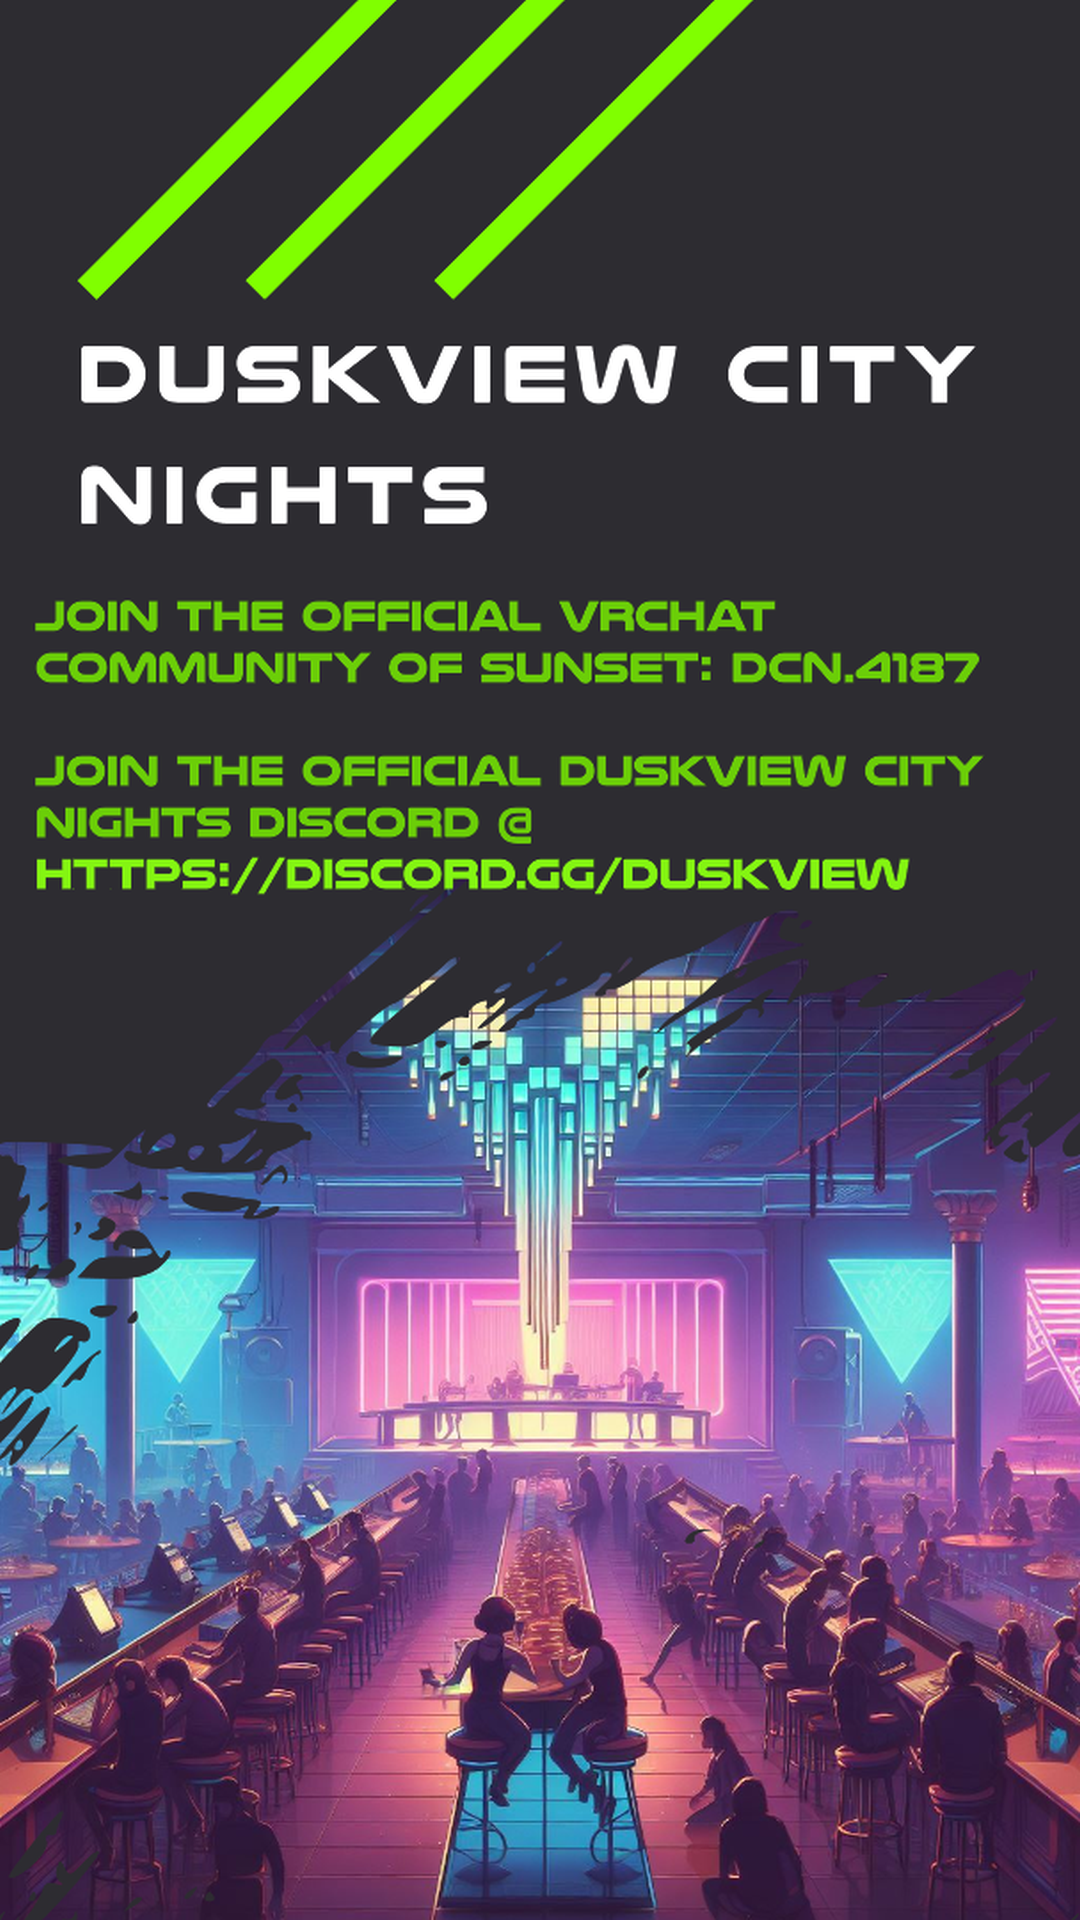 DUSKVIEW CITY
NIGHTS
JOIN THE OFFICIAL VRCHAT
COMMUNITY OF SUNSET: DCN.4187
JOIN THE OFFICIAL DUSKVIEW CITY
NIGHTS DISCORD @
HTTPS://DISCORD.GG/DUSKVIEW